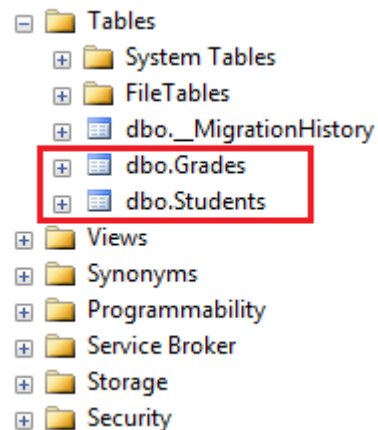 Tables
System Tables
FileTables
dbo.__MigrationHistory
dbo.Grades
dbo.Students
Views
Synonyms
Programmability
Service Broker
Storage
Security